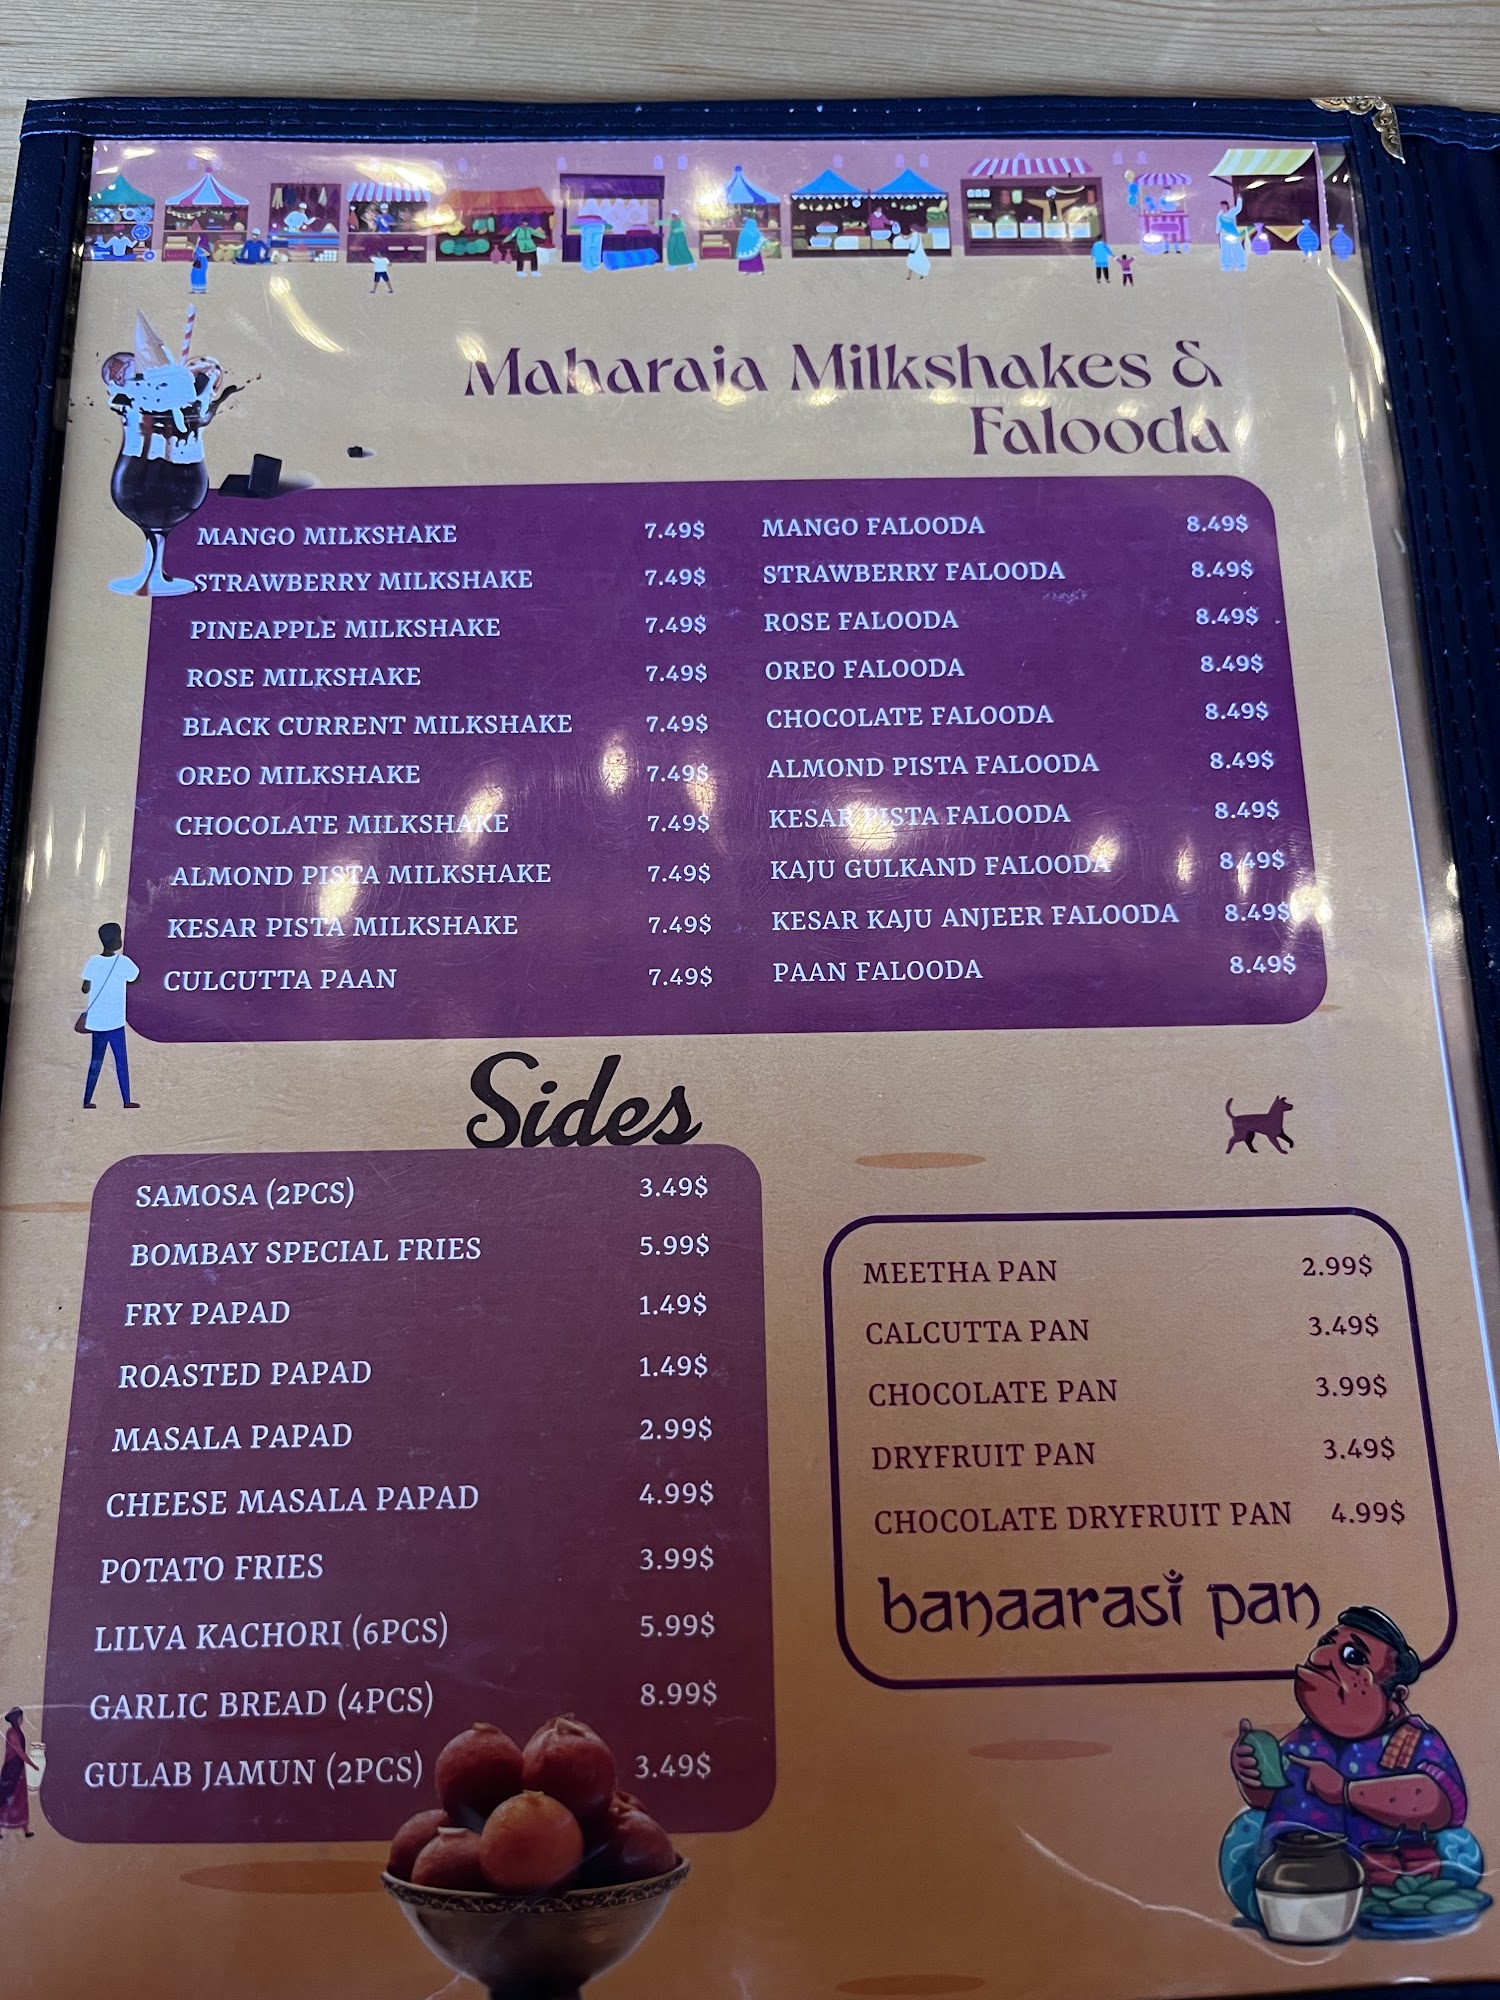 Maharaja Milkshakes &
Falooda
MANGO MILKSHAKE 7.49$
STRAWBERRY MILKSHAKE 7.49$
PINEAPPLE MILKSHAKE 7.49$
ROSE MILKSHAKE 7.49$
BLACK CURRENT MILKSHAKE 7.49$
OREO MILKSHAKE 7.49$
CHOCOLATE MILKSHAKE 7.49$
ALMOND PISTA MILKSHAKE 7.49$
KESAR PISTA MILKSHAKE 7.49$
CULCUTTA PAAN 7.49$
MANGO FALOODA 8.49$
STRAWBERRY FALOODA 8.49$
ROSE FALOODA 8.49$
OREO FALOODA 8.49$
CHOCOLATE FALOODA 8.49$
ALMOND PISTA FALOODA 8.49$
KESAR PISTA FALOODA 8.49$
KAJU GULKAND FALOODA 8.49$
KESAR KAJU ANJEER FALOODA 8.49$
PAAN FALOODA 8.49$
Sides
SAMOSA (2PCS) 3.49$
BOMBAY SPECIAL FRIES 5.99$
FRY PAPAD 1.49$
ROASTED PAPAD 1.49$
MASALA PAPAD 2.99$
CHEESE MASALA PAPAD 4.99$
POTATO FRIES 3.99$
LILVA KACHORI (6PCS) 5.99$
GARLIC BREAD (4PCS) 8.99$
GULAB JAMUN (2PCS) 3.49$
MEETHA PAN 2.99$
CALCUTTA PAN 3.49$
CHOCOLATE PAN 3.99$
DRYFRUIT PAN 3.49$
CHOCOLATE DRYFRUIT PAN 4.99$
banaarasi pan